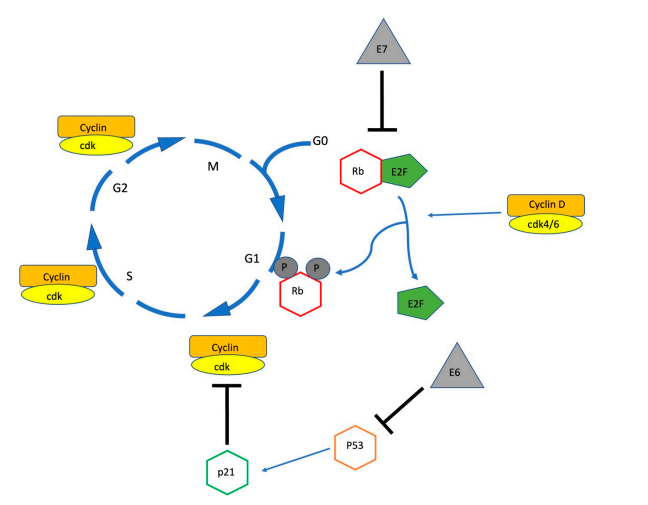 E7
Cyclin
cdk
M
G0
Rb
E2F
G2
Cyclin D
cdk4/6
G1
P
P
S
Cyclin
cdk
Rb
E2F
Cyclin
cdk
E6
P53
p21